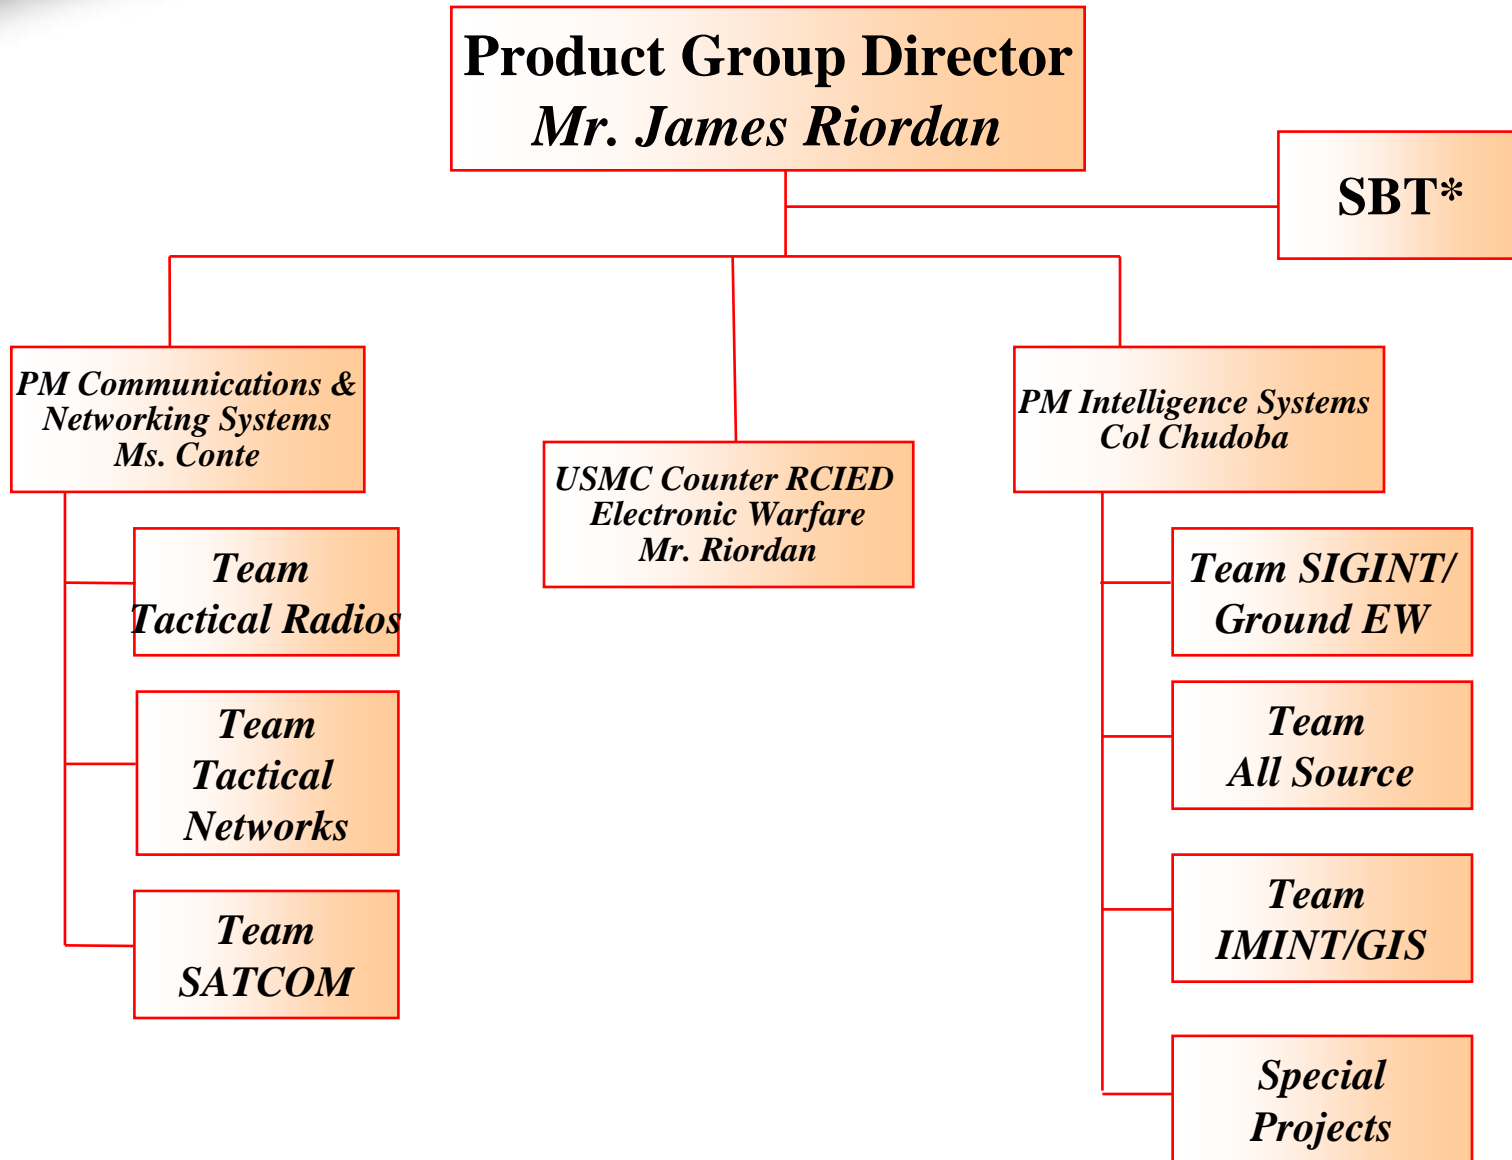 Product Group Director
Mr. James Riordan
SBT*
PM Communications &
Networking Systems
Ms. Conte
USMC Counter RCIED
Electronic Warfare
Mr. Riordan
PM Intelligence Systems
Col Chudoba
Team
Tactical Radios
Team
Tactical
Networks
Team
SATCOM
Team SIGINT/
Ground EW
Team
All Source
Team
IMINT/GIS
Special
Projects